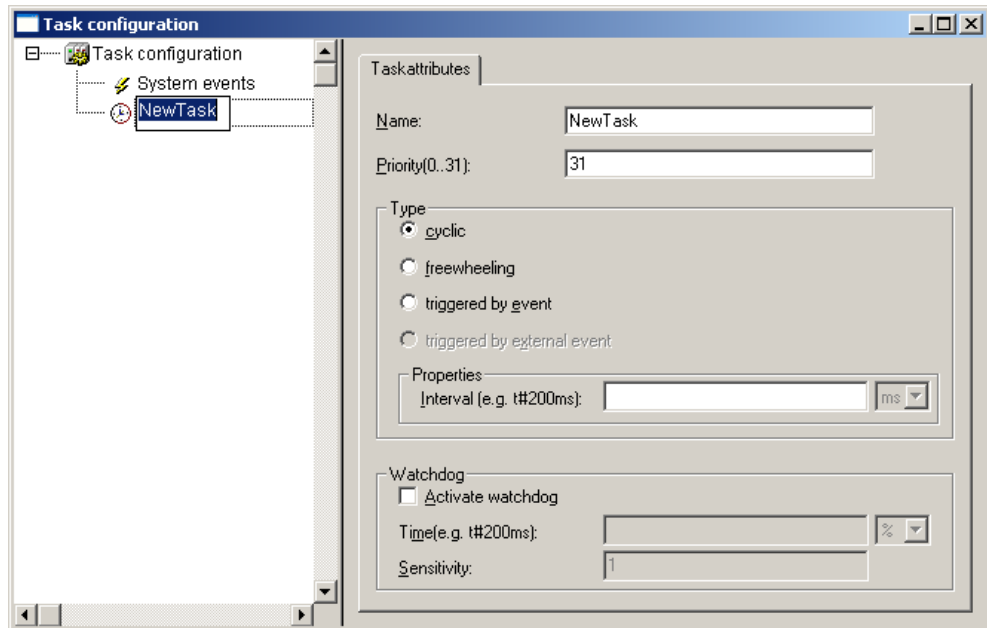 Task configuration
Task configuration
System events
NewTask
Taskattributes
Name: NewTask
Priority(0..31): 31
Type
cyclic
freewheeling
triggered by event
triggered by external event
Properties
Interval (e.g. t#200ms): ms
Watchdog
Activate watchdog
Time(e.g. t#200ms): %
Sensitivity: 1